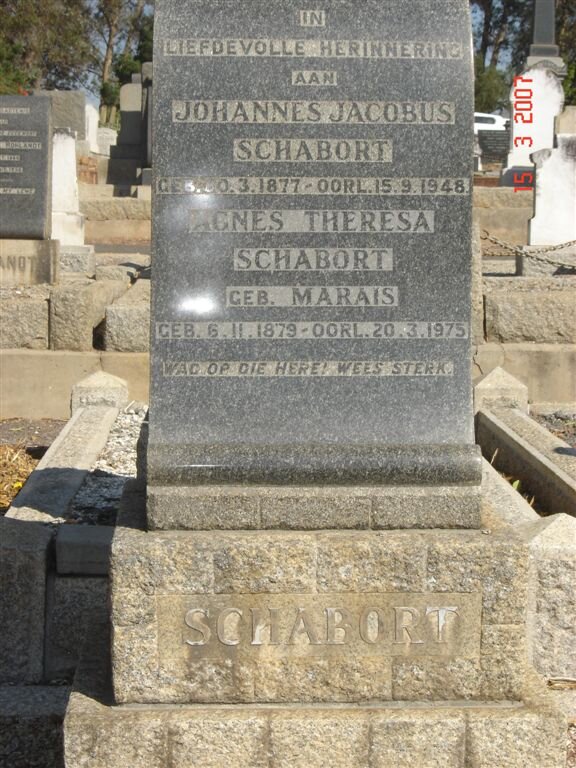 IN
LIEFDEVOLLE HERINNERING
AAN
JOHANNES JACOBUS
SCHABORT
GEB. 3.1877 - OORL. 15.9.1948.
AGNES THERESA
SCHABORT
GEB. MARAIS
GEB. 6.11.1879 - OORL. 20.3.1975
WAG OP DIE HERE! WEES STERK.
SCHABORT
15 3 2007